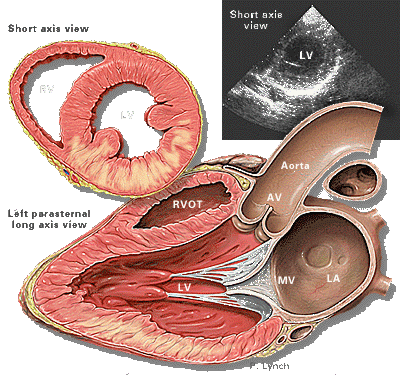 Short axis view
Short axis
view
LV
RV
LV
Aorta
AV
RVOT
Left parasternal
long axis view
LV
MV
LA
P. Lynch